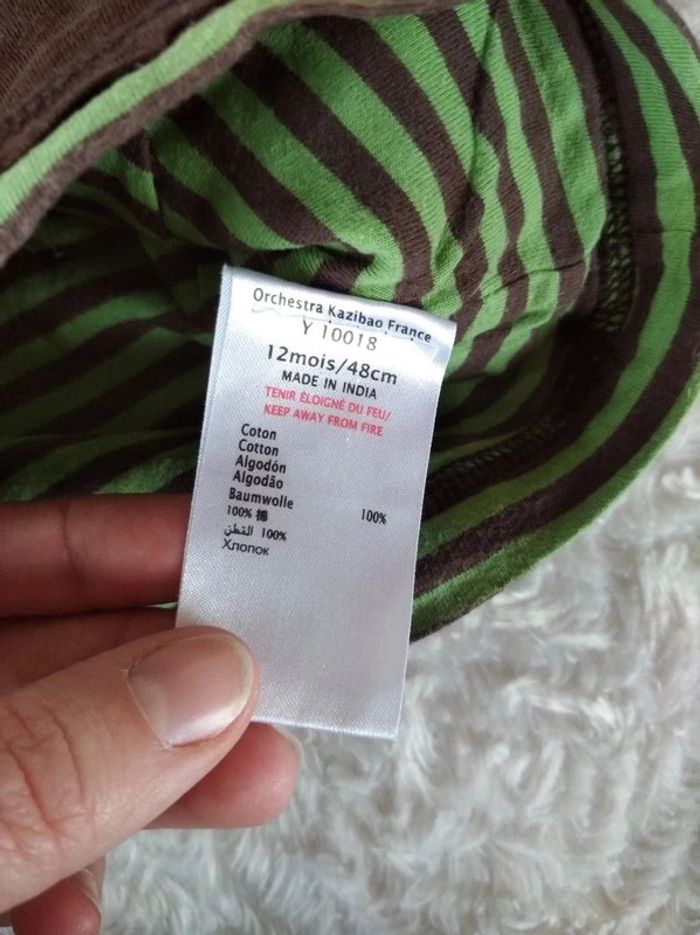 Orchestra Kazibao France
Y 10018
12mois/48cm
MADE IN INDIA
TENIR ÉLOIGNÉ DU FEU/
KEEP AWAY FROM FIRE
Coton
Cotton
Algodón
Algodão
Baumwolle 100%
100% 棉
100% القطن
Хлопок